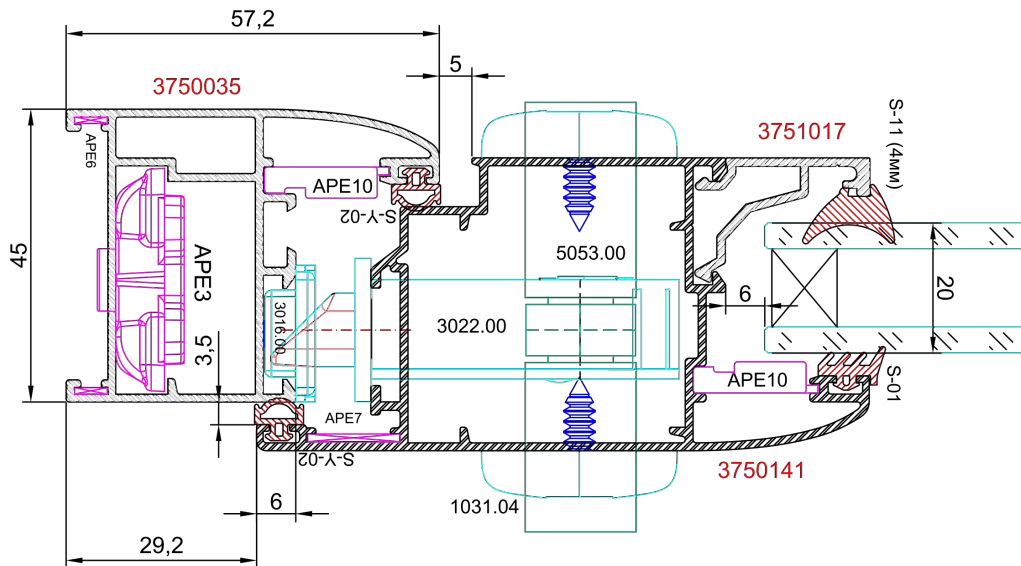 57,2
5
3750035
3751017
S-11 (4мм)
APE6
APE10
S-Y-02
45
APE3
5053.00
6
20
3016.00
3022.00
3,5
APE10
S-01
APE7
S-Y-02
3750141
1031.04
6
29,2